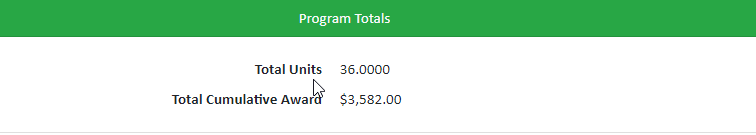 Program Totals
Total Units 36.0000
Total Cumulative Award $3,582.00